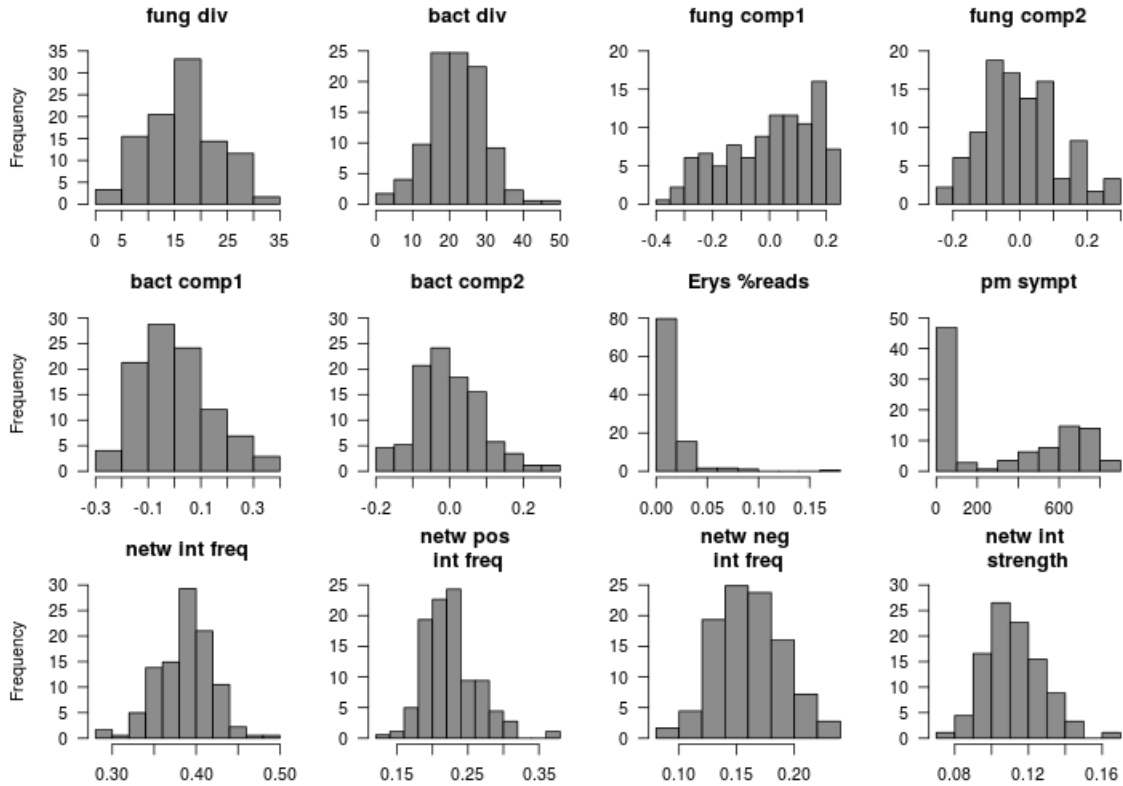 fung div
bact div
fung comp1
fung comp2
Frequency
35
30
25
20
15
10
5
0
0 5 15 25 35
25
20
15
10
5
0
0 10 20 30 40 50
20
15
10
5
0
-0.4 -0.2 0.0 0.2
20
15
10
5
0
-0.2 0.0 0.2
bact comp1
bact comp2
Erys %reads
pm sympt
Frequency
30
25
20
15
10
5
0
-0.3 -0.1 0.1 0.3
30
25
20
15
10
5
0
-0.2 0.0 0.2
80
60
40
20
0
0.00 0.05 0.10 0.15
50
40
30
20
10
0
0 200 600
netw int freq
netw pos
int freq
netw neg
int freq
netw int
strength
Frequency
30
25
20
15
10
5
0
0.30 0.40 0.50
25
20
15
10
5
0
0.15 0.25 0.35
25
20
15
10
5
0
0.10 0.15 0.20
30
25
20
15
10
5
0
0.08 0.12 0.16